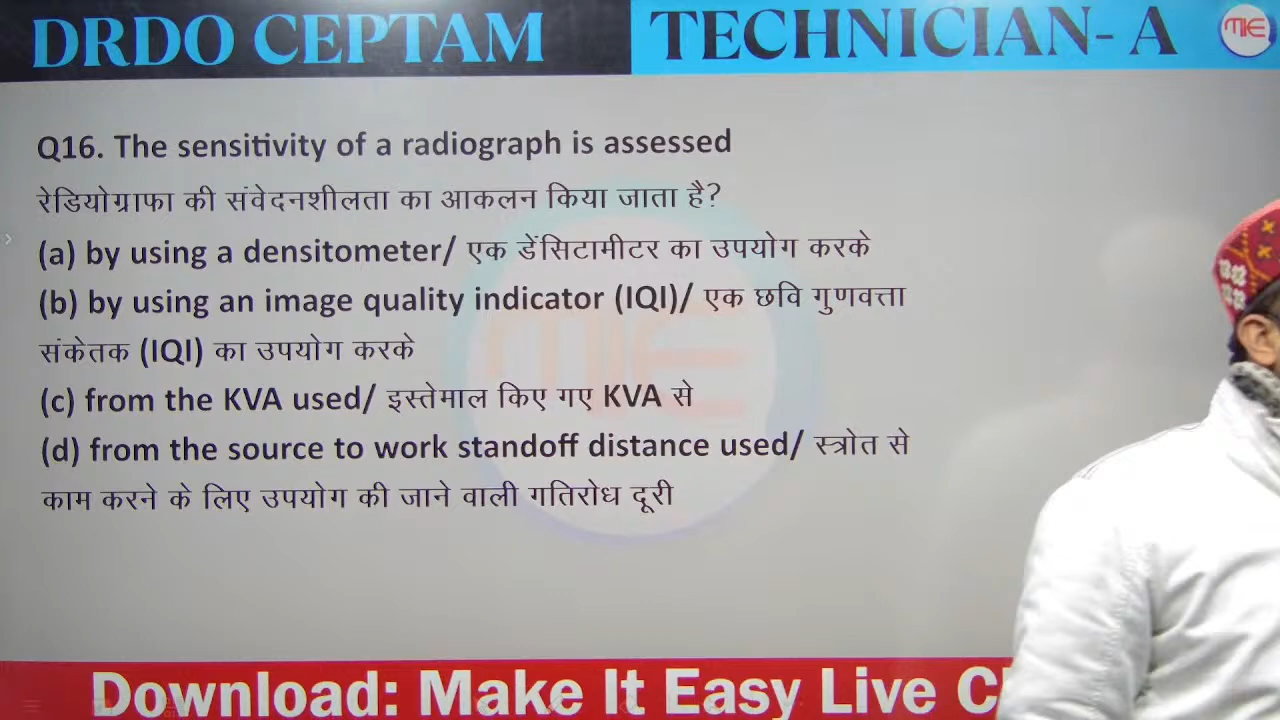 DRDO CEPTAM TECHNICIAN- A
MIE
Q16. The sensitivity of a radiograph is assessed
रेडियोग्राफा की संवेदनशीलता का आकलन किया जाता है?
(a) by using a densitometer/ एक डेंसिटामीटर का उपयोग करके
(b) by using an image quality indicator (IQI)/ एक छवि गुणवत्ता
संकेतक (IQI) का उपयोग करके
(c) from the KVA used/ इस्तेमाल किए गए KVA से
(d) from the source to work standoff distance used/ स्त्रोत से
काम करने के लिए उपयोग की जाने वाली गतिरोध दूरी
Download: Make It Easy Live